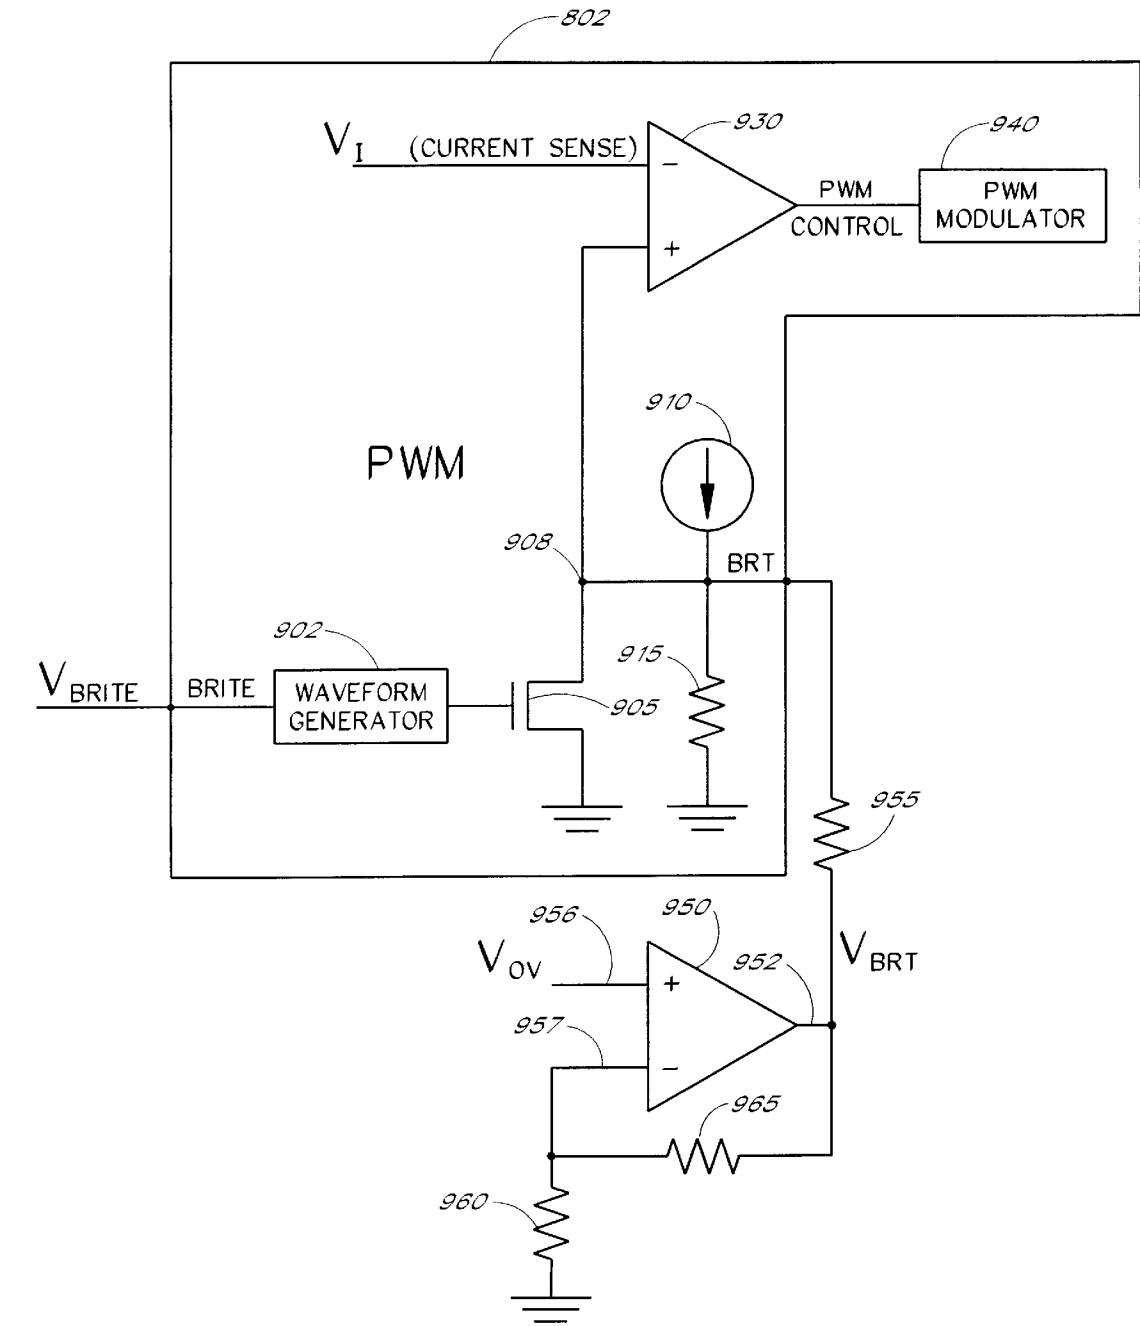 802
V_I (CURRENT SENSE)
930
940
−
+
PWM
CONTROL
PWM
MODULATOR
910
PWM
908
BRT
902
V_BRITE
BRITE
WAVEFORM
GENERATOR
905
915
955
956
950
V_OV
+
952
V_BRT
957
−
965
960